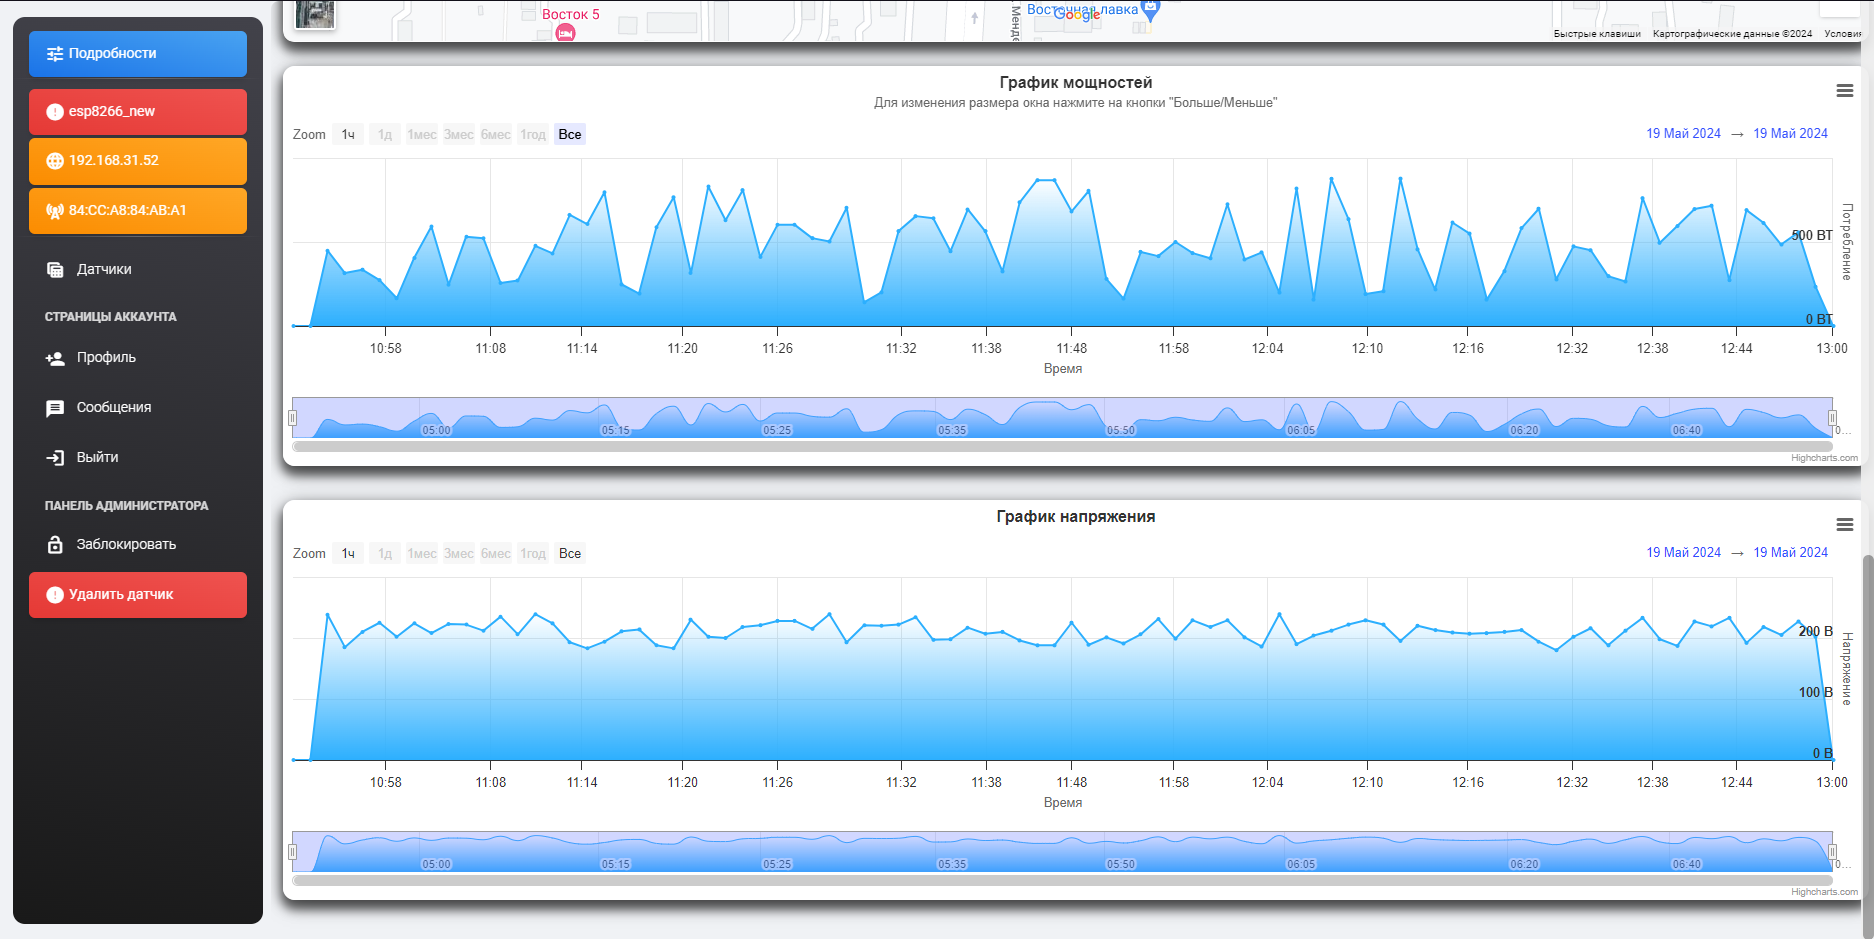 Подробности
esp8266_new
192.168.31.52
84:CC:A8:84:AB:A1
Датчики
СТРАНИЦЫ АККАУНТА
Профиль
Сообщения
Выйти
ПАНЕЛЬ АДМИНИСТРАТОРА
Заблокировать
Удалить датчик
Восток 5
Восточная лавка
Google
Быстрые клавиши Картографические данные ©2024 Условия
График мощностей
Для изменения размера окна нажмите на кнопки "Больше/Меньше"
Zoom 1ч 1д 1мес 3мес 6мес 1год Все
19 Май 2024 → 19 Май 2024
500 ВТ
0 ВТ
Потребление
10:58 11:08 11:14 11:20 11:26 11:32 11:38 11:48 11:58 12:04 12:10 12:16 12:32 12:38 12:44 13:00
Время
05:00 05:15 05:25 05:35 05:50 06:05 06:20 06:40 0…
Highcharts.com
График напряжения
Zoom 1ч 1д 1мес 3мес 6мес 1год Все
19 Май 2024 → 19 Май 2024
200 В
100 В
0 В
Напряжение
10:58 11:08 11:14 11:20 11:26 11:32 11:38 11:48 11:58 12:04 12:10 12:16 12:32 12:38 12:44 13:00
Время
05:00 05:15 05:25 05:35 05:50 06:05 06:20 06:40 0…
Highcharts.com